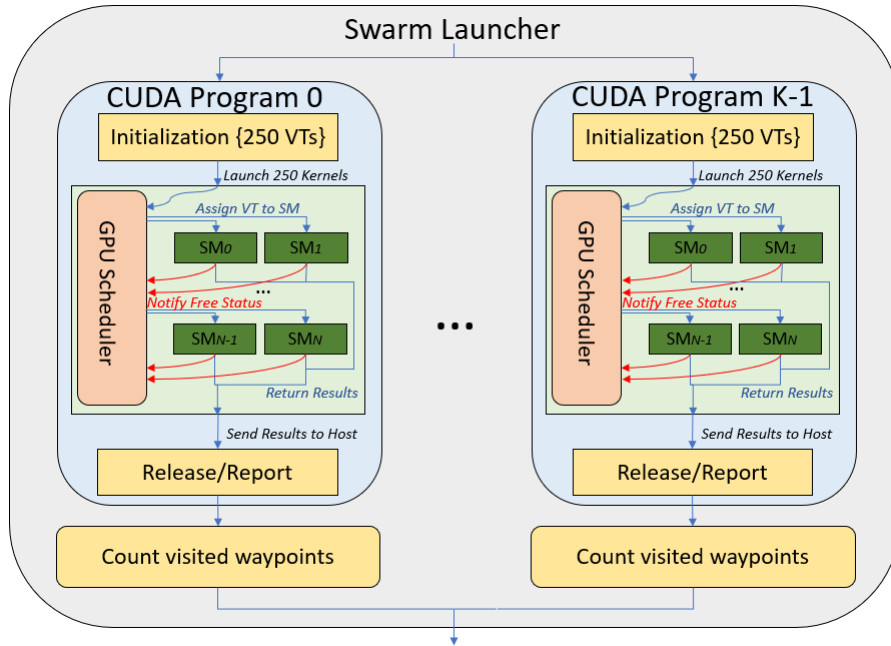 Swarm Launcher
CUDA Program 0
Initialization {250 VTs}
Launch 250 Kernels
GPU Scheduler
Assign VT to SM
SM0
SM1
...
Notify Free Status
SMN-1
SMN
Return Results
Send Results to Host
Release/Report
Count visited waypoints
...
CUDA Program K-1
Initialization {250 VTs}
Launch 250 Kernels
GPU Scheduler
Assign VT to SM
SM0
SM1
...
Notify Free Status
SMN-1
SMN
Return Results
Send Results to Host
Release/Report
Count visited waypoints